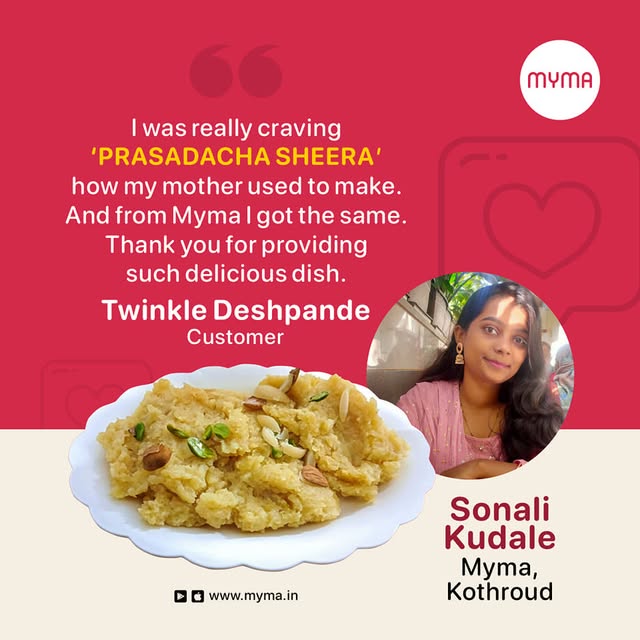 MYMA
I was really craving
‘PRASADACHA SHEERA’
how my mother used to make.
And from Myma I got the same.
Thank you for providing
such delicious dish.
Twinkle Deshpande
Customer
Sonali
Kudale
Myma,
Kothroud
www.myma.in